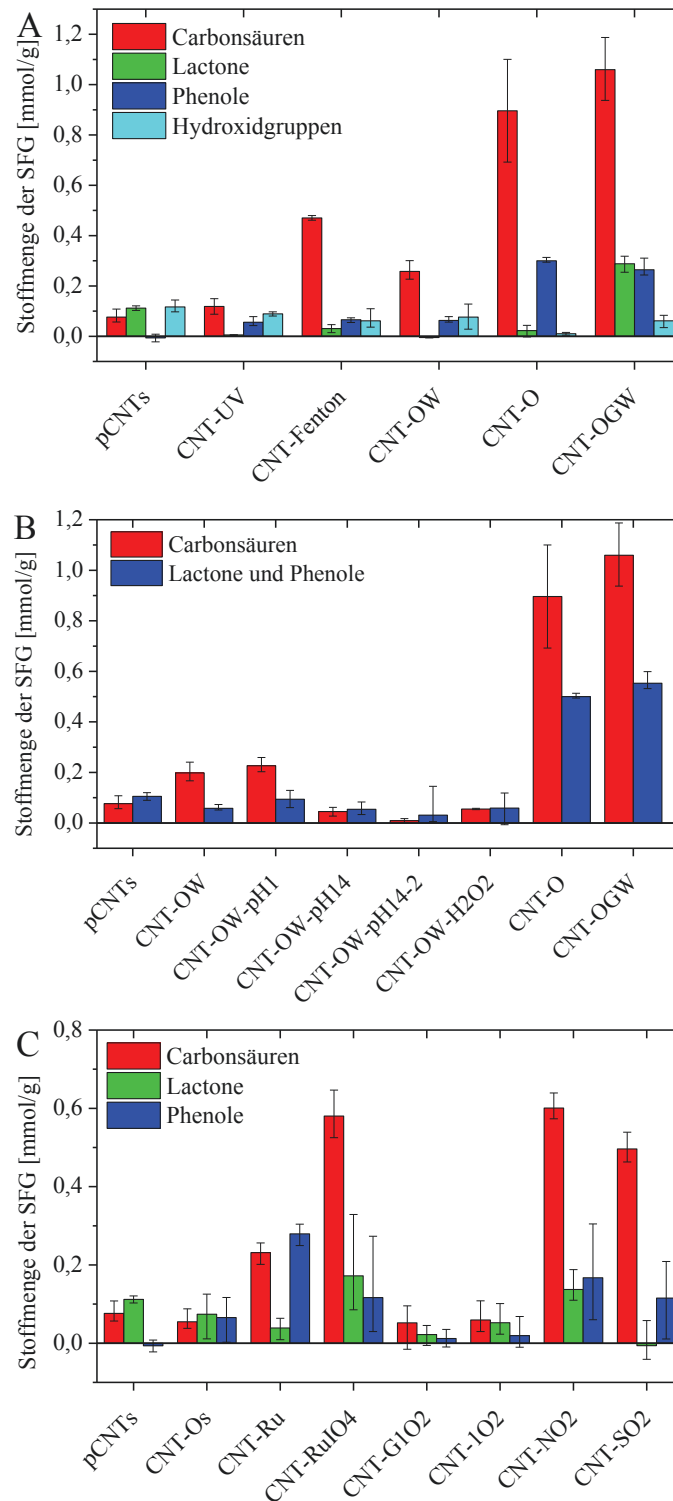 A
Stoffmenge der SFG [mmol/g]
1,2
1,0
0,8
0,6
0,4
0,2
0,0
Carbonsäuren
Lactone
Phenole
Hydroxidgruppen
pCNTs
CNT-UV
CNT-Fenton
CNT-OW
CNT-O
CNT-OGW
B
Stoffmenge der SFG [mmol/g]
1,2
1,0
0,8
0,6
0,4
0,2
0,0
Carbonsäuren
Lactone und Phenole
pCNTs
CNT-OW
CNT-OW-pH1
CNT-OW-pH14
CNT-OW-pH14-2
CNT-OW-H2O2
CNT-O
CNT-OGW
C
Stoffmenge der SFG [mmol/g]
0,8
0,6
0,4
0,2
0,0
Carbonsäuren
Lactone
Phenole
pCNTs
CNT-Os
CNT-Ru
CNT-RuIO4
CNT-G1O2
CNT-1O2
CNT-NO2
CNT-SO2